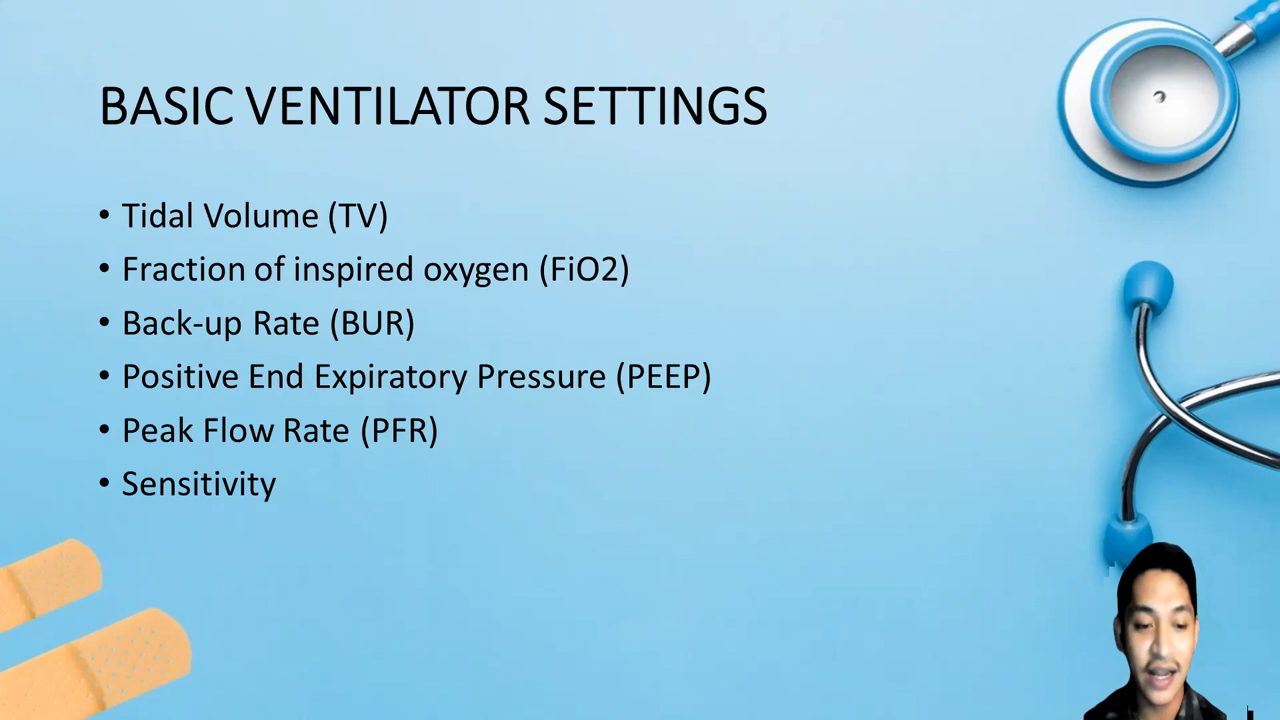 BASIC VENTILATOR SETTINGS
• Tidal Volume (TV)
• Fraction of inspired oxygen (FiO2)
• Back-up Rate (BUR)
• Positive End Expiratory Pressure (PEEP)
• Peak Flow Rate (PFR)
• Sensitivity